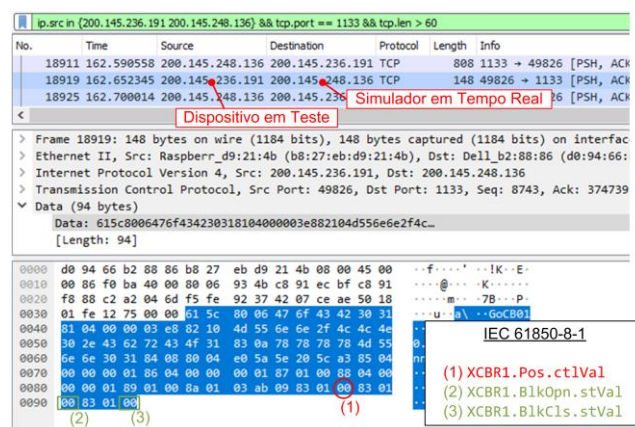 ip.src in {200.145.236.191 200.145.248.136} && tcp.port == 1133 && tcp.len > 60
No. Time Source Destination Protocol Length Info
18911 162.590558 200.145.248.136 200.145.236.191 TCP 808 1133 → 49826 [PSH, ACK
18919 162.652345 200.145.236.191 200.145.248.136 TCP 148 49826 → 1133 [PSH, ACK
18925 162.700014 200.145.248.136 200.145.236 26 [PSH, ACK
Simulador em Tempo Real
Dispositivo em Teste
Frame 18919: 148 bytes on wire (1184 bits), 148 bytes captured (1184 bits) on interfac
Ethernet II, Src: Raspberr_d9:21:4b (b8:27:eb:d9:21:4b), Dst: Dell_b2:88:86 (d0:94:66:
Internet Protocol Version 4, Src: 200.145.236.191, Dst: 200.145.248.136
Transmission Control Protocol, Src Port: 49826, Dst Port: 1133, Seq: 8743, Ack: 374739
Data (94 bytes)
Data: 615c8006476f434230318104000003e882104d556e6e2f4c…
[Length: 94]
0000 d0 94 66 b2 88 86 b8 27 eb d9 21 4b 08 00 45 00 ··f····' ··!K··E·
0010 00 86 f0 ba 40 00 80 06 93 4b c8 91 ec bf c8 91 ····@··· ·K······
0020 f8 88 c2 a2 04 6d f5 fe 92 37 42 07 ce ae 50 18 ·····m·· ·7B···P·
0030 01 fe 12 75 00 00 61 5c 80 06 47 6f 43 42 30 31 ···u··a\ ··GoCB01
0040 81 04 00 00 03 e8 82 10 4d 55 6e 6e 2f 4c 4c 4e
0050 30 2e 43 62 72 43 4f 31 83 0a 78 78 78 78 4d 55 0.
0060 6e 6e 30 31 84 08 80 04 e0 5a 5e 20 5c a3 85 04 nn
0070 00 00 00 01 86 04 00 00 00 01 87 01 00 88 04 00
0080 00 00 01 89 01 00 8a 01 03 ab 09 83 01 00 83 01
0090 00 83 01 00
(2) (3) (1)
IEC 61850-8-1
(1) XCBR1.Pos.ctlVal
(2) XCBR1.BlkOpn.stVal
(3) XCBR1.BlkCls.stVal